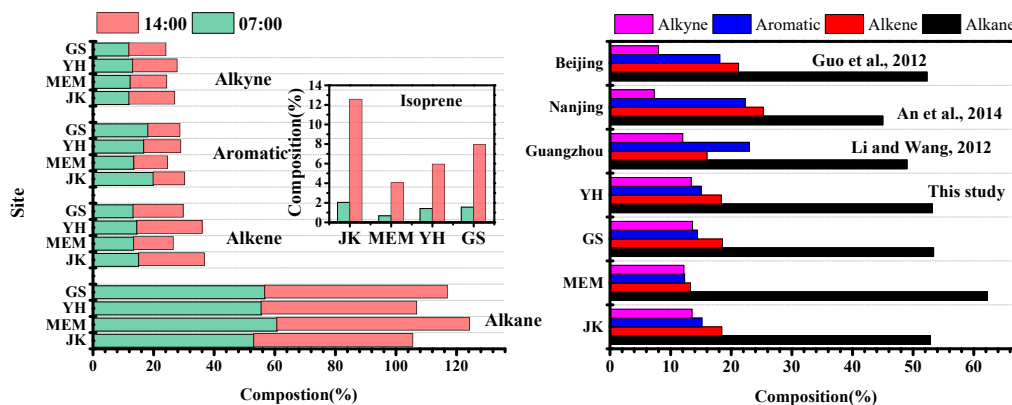 14:00 07:00
GS
YH
MEM
JK
Alkyne
GS
YH
MEM
JK
Aromatic
GS
YH
MEM
JK
Alkene
GS
YH
MEM
JK
Alkane
Site
0 20 40 60 80 100 120
Compostion(%)
Isoprene
Composition(%)
14
12
10
8
6
4
2
0
JK MEM YH GS
Alkyne Aromatic Alkene Alkane
Beijing
Guo et al., 2012
Nanjing
An et al., 2014
Guangzhou
Li and Wang, 2012
YH
This study
GS
MEM
JK
0 10 20 30 40 50 60
Composition(%)